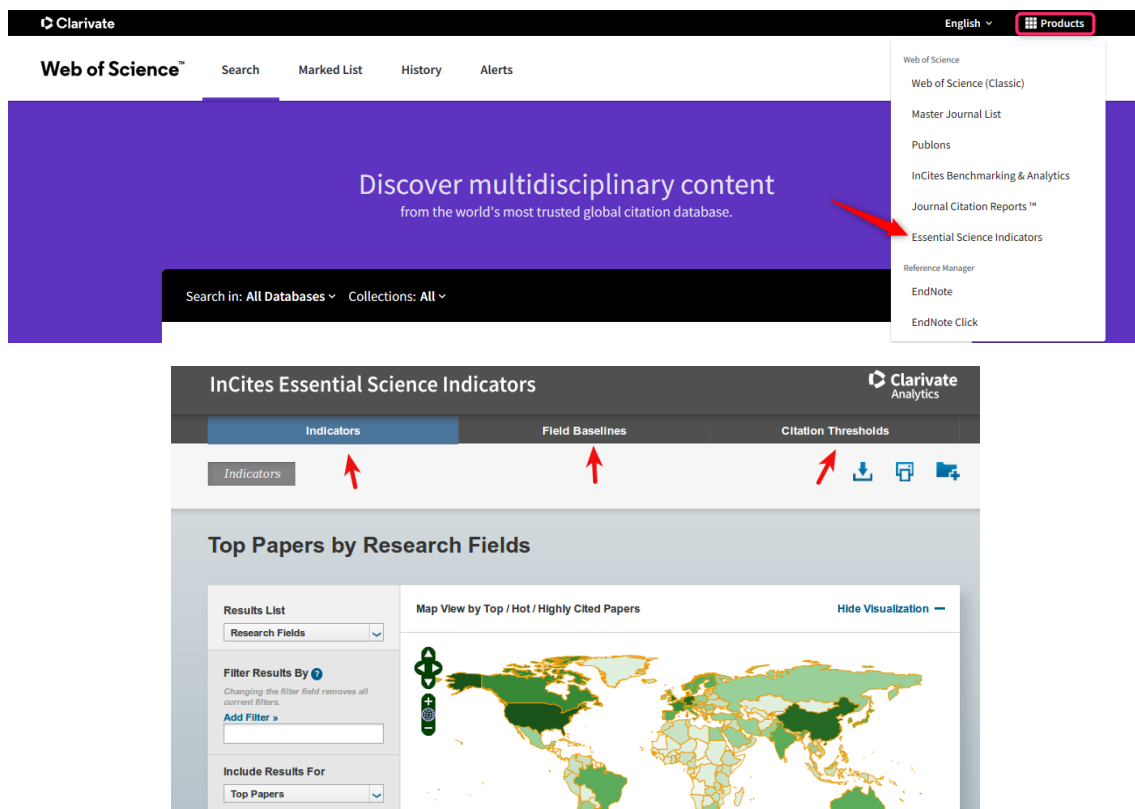 Clarivate
English
Products
Web of Science™
Search
Marked List
History
Alerts
Web of Science
Web of Science (Classic)
Master Journal List
Publons
InCites Benchmarking & Analytics
Journal Citation Reports ™
Essential Science Indicators
Reference Manager
EndNote
EndNote Click
Discover multidisciplinary content
from the world's most trusted global citation database.
Search in: All Databases Collections: All
InCites Essential Science Indicators
Clarivate
Analytics
Indicators
Field Baselines
Citation Thresholds
Indicators
Top Papers by Research Fields
Results List
Research Fields
Filter Results By ?
Changing the filter field removes all
current filters.
Add Filter »
Include Results For
Top Papers
Map View by Top / Hot / Highly Cited Papers
Hide Visualization